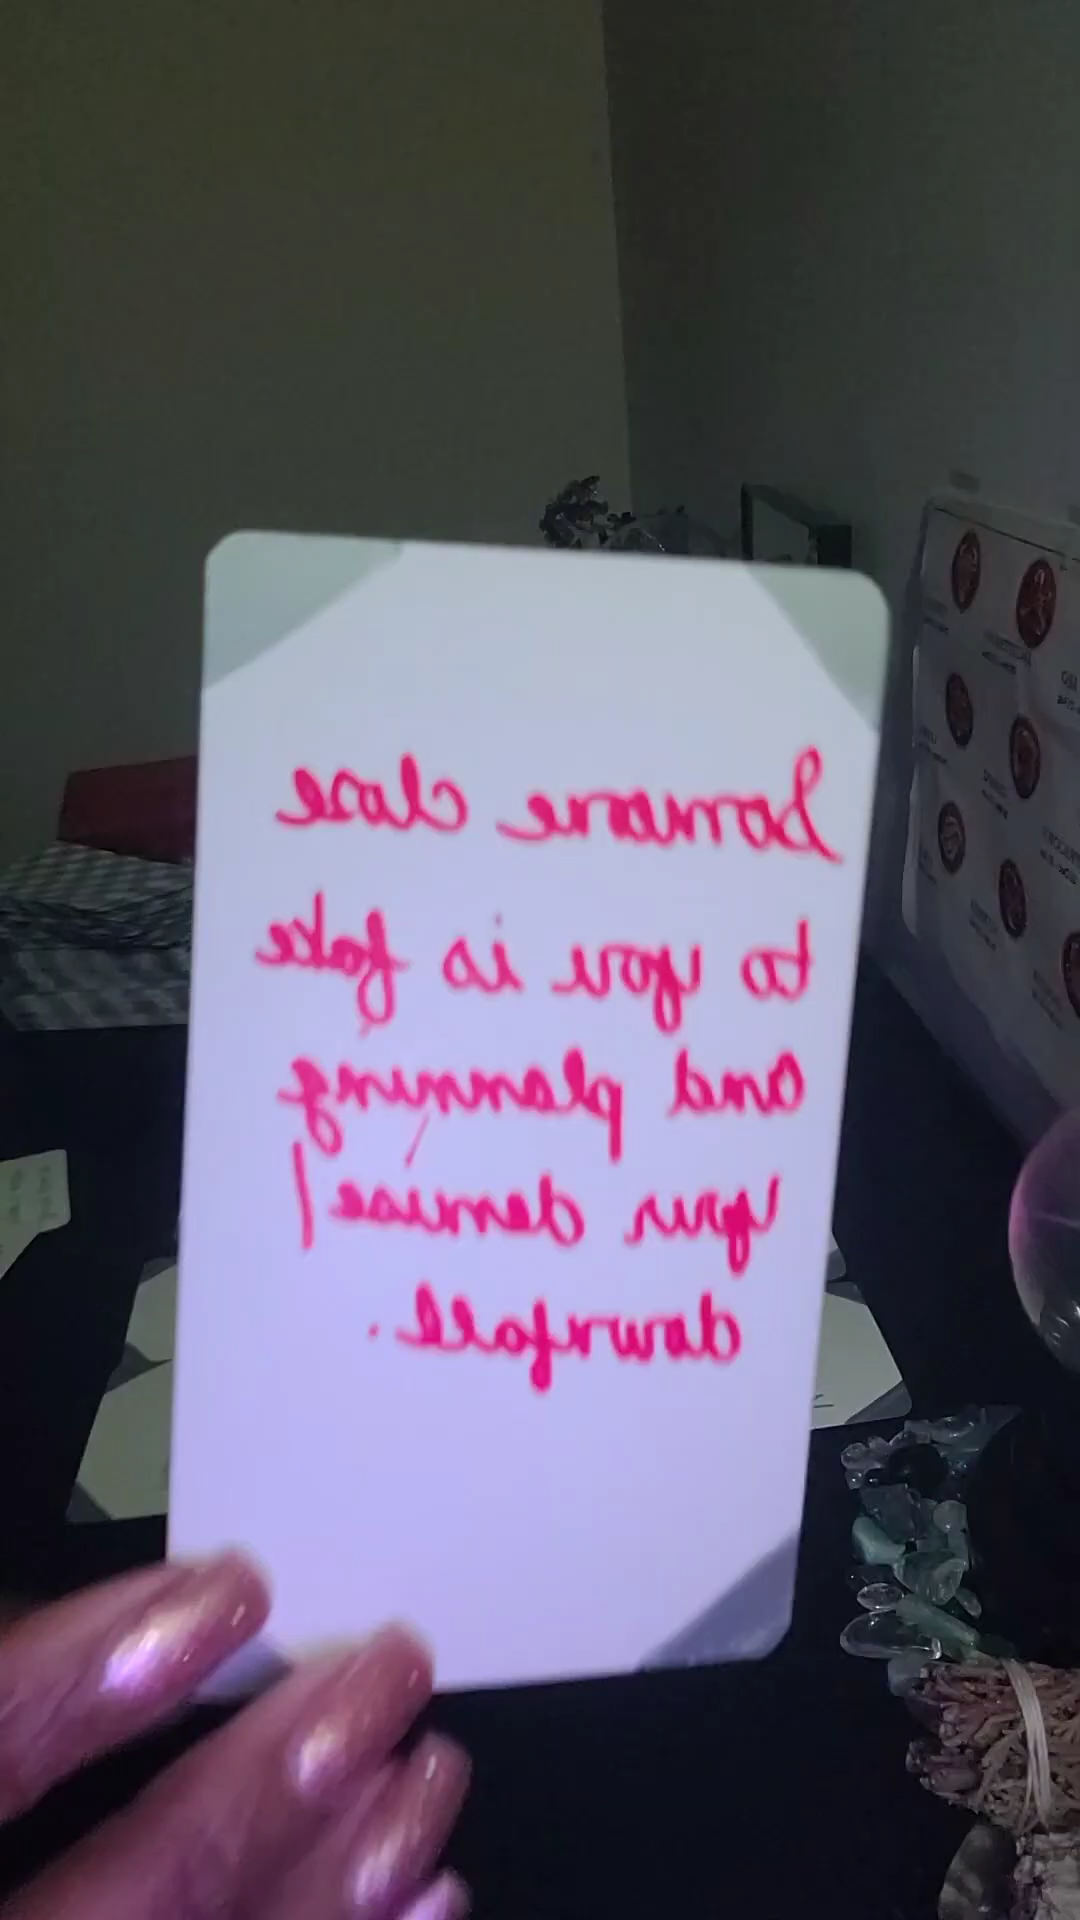 Someone close
to you is fake
and planning
your demise/
downfall.